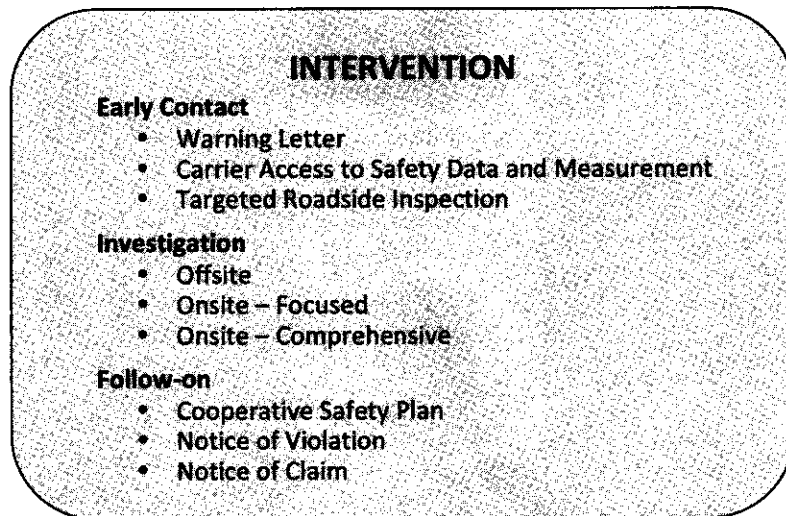 INTERVENTION
Early Contact
• Warning Letter
• Carrier Access to Safety Data and Measurement
• Targeted Roadside Inspection
Investigation
• Offsite
• Onsite – Focused
• Onsite – Comprehensive
Follow-on
• Cooperative Safety Plan
• Notice of Violation
• Notice of Claim